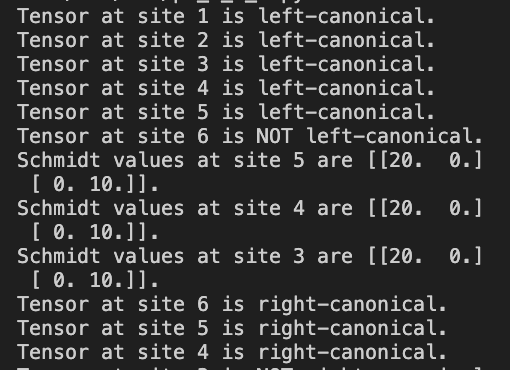 Tensor at site 1 is left-canonical.
Tensor at site 2 is left-canonical.
Tensor at site 3 is left-canonical.
Tensor at site 4 is left-canonical.
Tensor at site 5 is left-canonical.
Tensor at site 6 is NOT left-canonical.
Schmidt values at site 5 are [[20.  0.]
 [ 0. 10.]].
Schmidt values at site 4 are [[20.  0.]
 [ 0. 10.]].
Schmidt values at site 3 are [[20.  0.]
 [ 0. 10.]].
Tensor at site 6 is right-canonical.
Tensor at site 5 is right-canonical.
Tensor at site 4 is right-canonical.